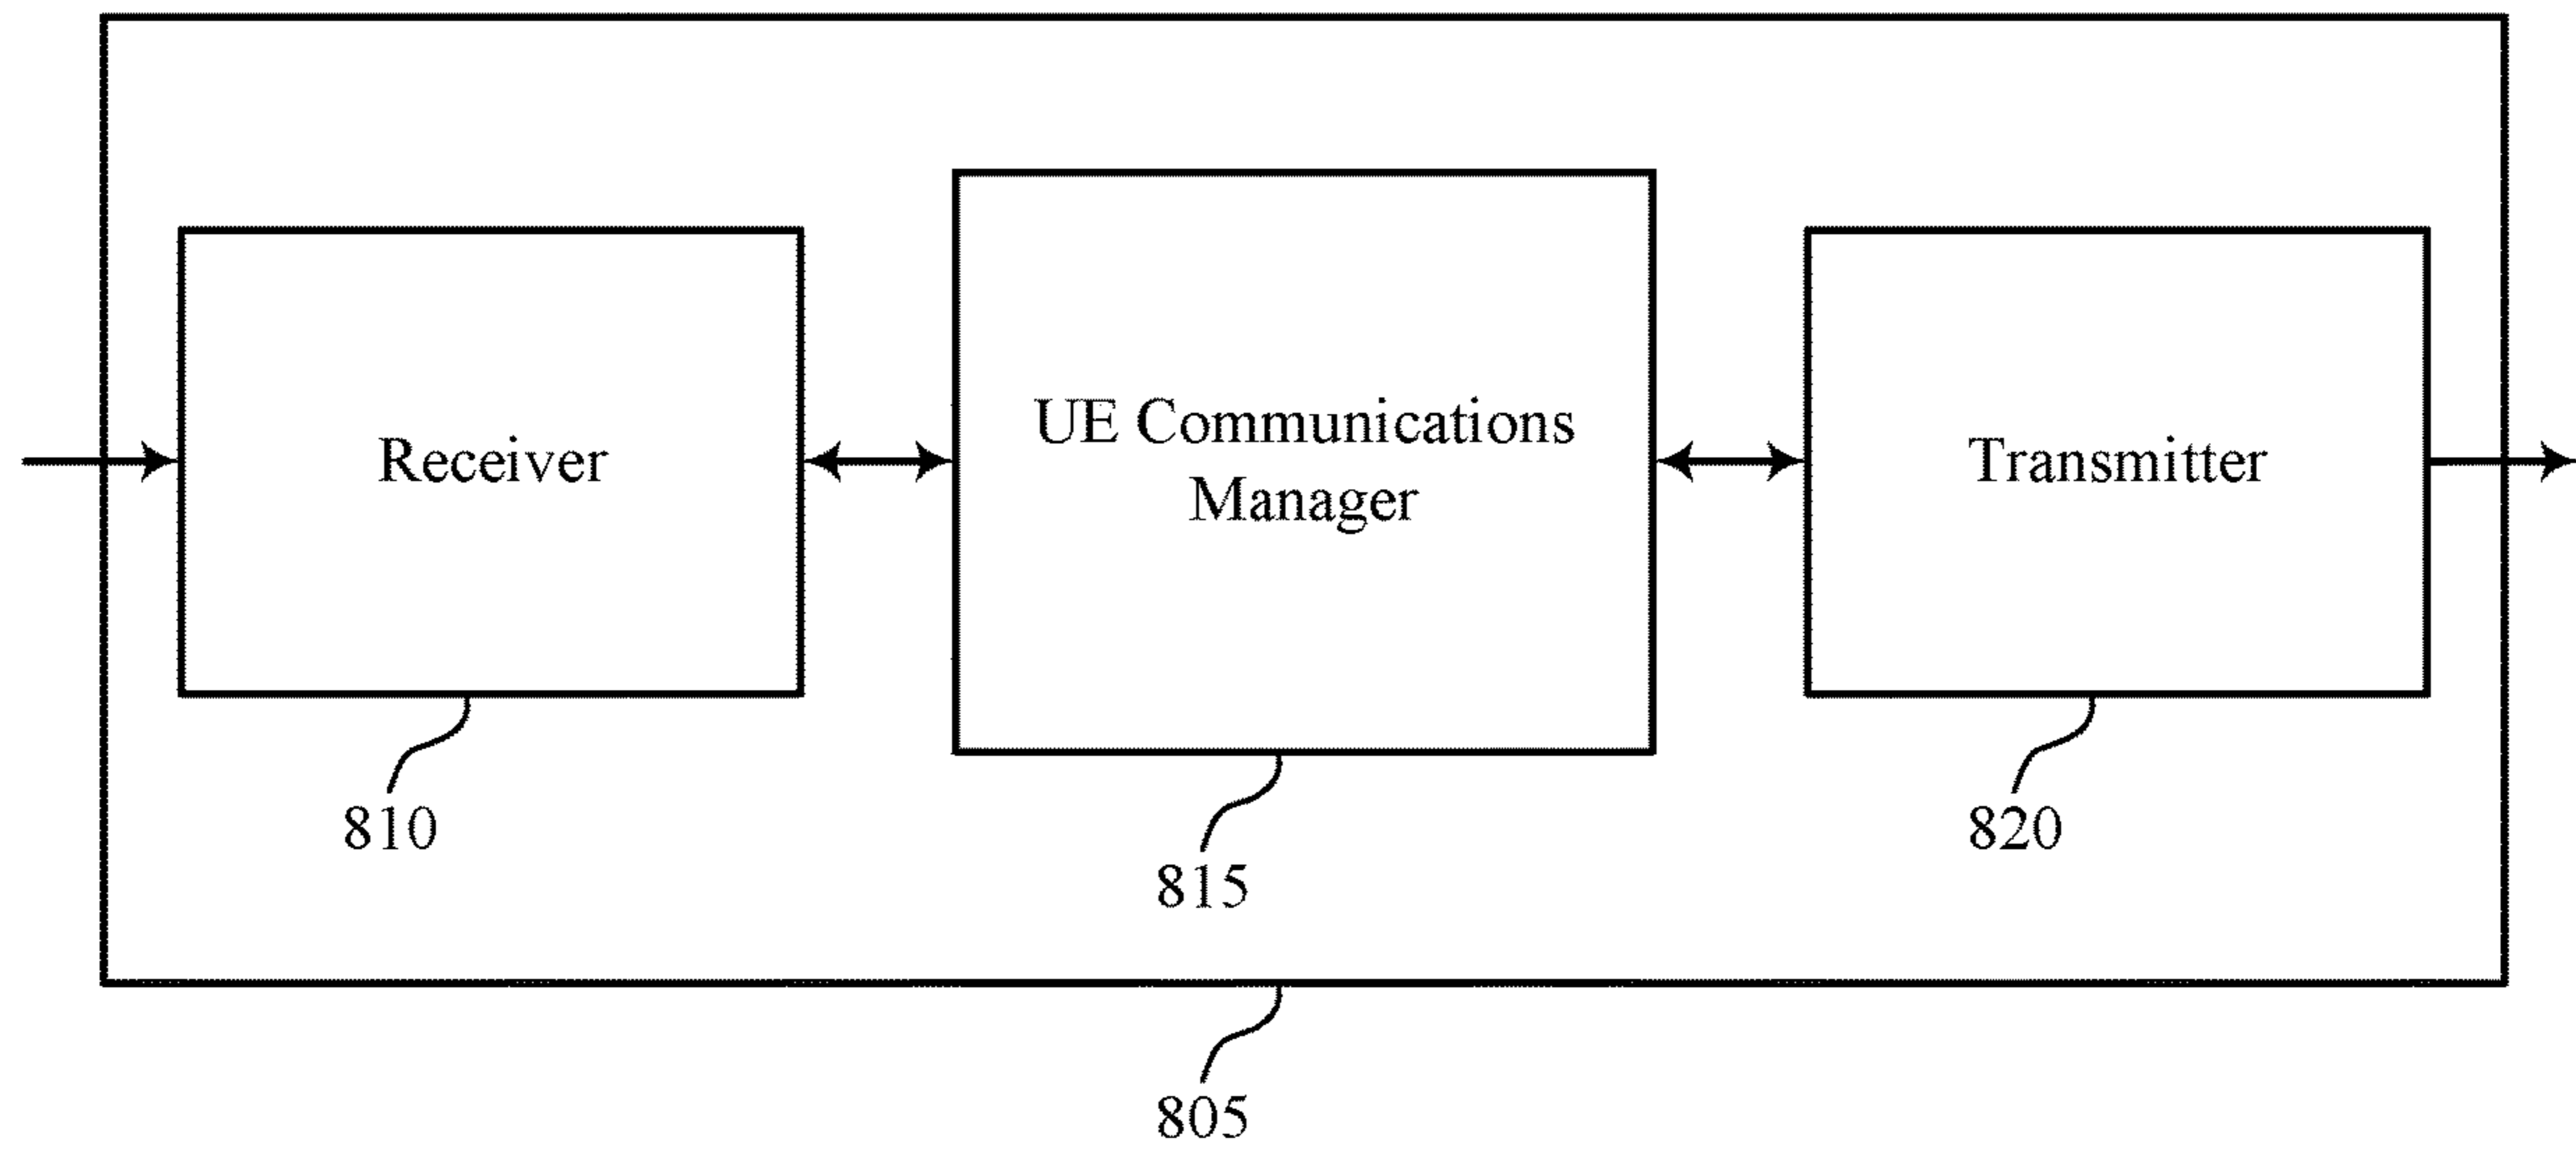 Receiver
UE Communications
Manager
Transmitter
810
815
820
805